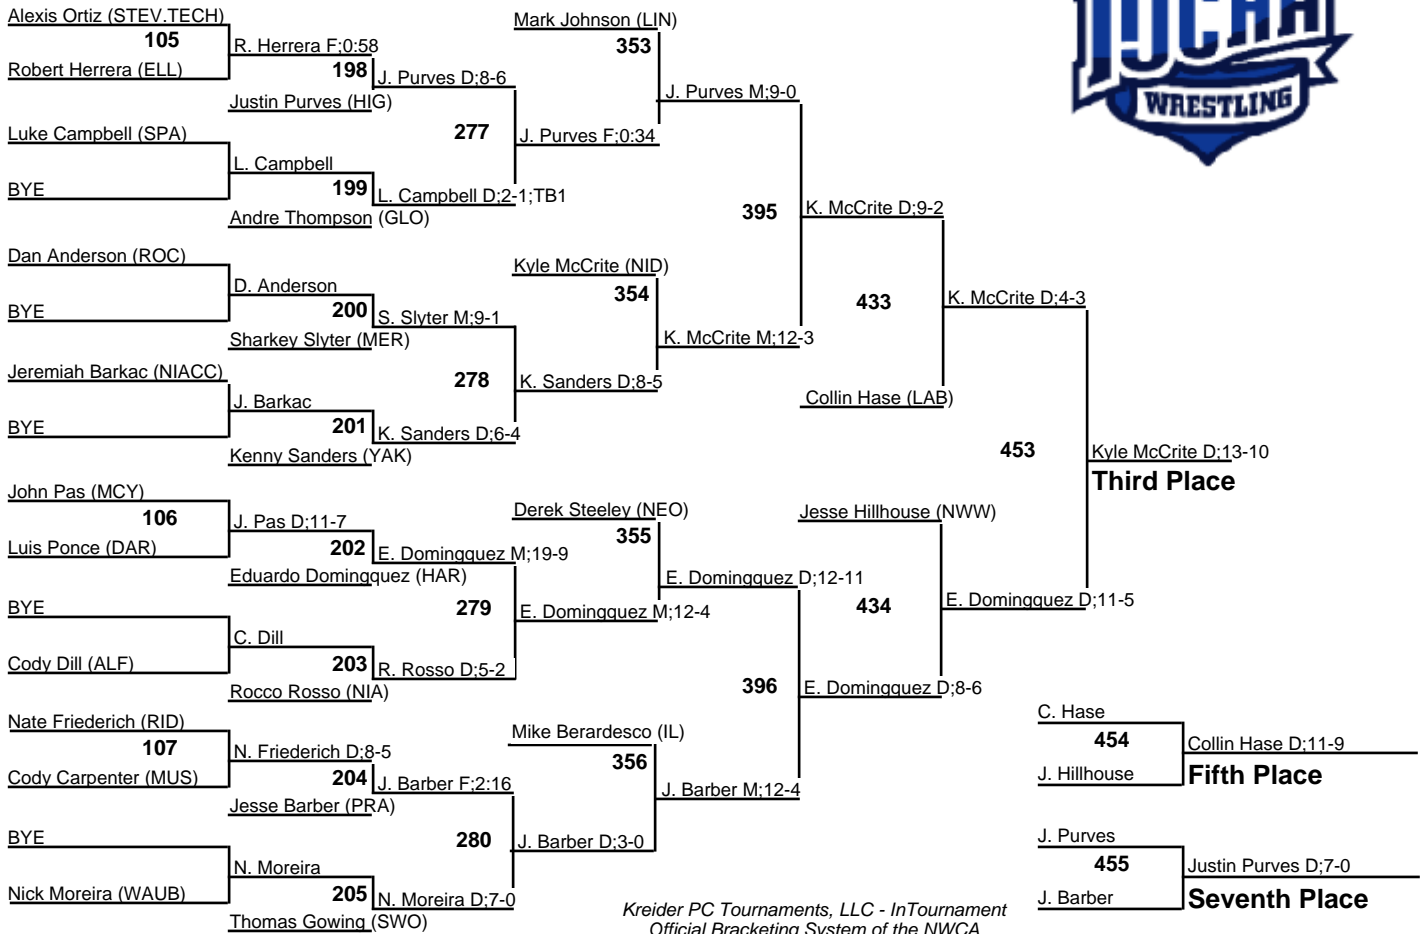 Alexis Ortiz (STEV.TECH)
105
Robert Herrera (ELL)
R. Herrera F;0:58
198
Justin Purves (HIG)
J. Purves D;8-6
Luke Campbell (SPA)
BYE
L. Campbell
199
Andre Thompson (GLO)
L. Campbell D;2-1;TB1
277
J. Purves F;0:34
Mark Johnson (LIN)
353
J. Purves M;9-0
Dan Anderson (ROC)
BYE
D. Anderson
200
Sharkey Slyter (MER)
S. Slyter M;9-1
Jeremiah Barkac (NIACC)
BYE
J. Barkac
201
Kenny Sanders (YAK)
K. Sanders D;6-4
278
K. Sanders D;8-5
Kyle McCrite (NID)
354
K. McCrite M;12-3
395
K. McCrite D;9-2
433
Collin Hase (LAB)
K. McCrite D;4-3
John Pas (MCY)
106
Luis Ponce (DAR)
J. Pas D;11-7
202
Eduardo Domingquez (HAR)
E. Domingquez M;19-9
BYE
Cody Dill (ALF)
C. Dill
203
Rocco Rosso (NIA)
R. Rosso D;5-2
279
E. Domingquez M;12-4
Derek Steeley (NEO)
355
E. Domingquez D;12-11
Nate Friederich (RID)
107
Cody Carpenter (MUS)
N. Friederich D;8-5
204
Jesse Barber (PRA)
J. Barber F;2:16
BYE
Nick Moreira (WAUB)
N. Moreira
205
Thomas Gowing (SWO)
N. Moreira D;7-0
280
J. Barber D;3-0
Mike Berardesco (IL)
356
J. Barber M;12-4
396
E. Domingquez D;8-6
Jesse Hillhouse (NWW)
434
E. Domingquez D;11-5
453
Kyle McCrite D;13-10
Third Place
C. Hase
454
J. Hillhouse
Collin Hase D;11-9
Fifth Place
J. Purves
455
J. Barber
Justin Purves D;7-0
Seventh Place
NJCAA
WRESTLING
Kreider PC Tournaments, LLC - InTournament
Official Bracketing System of the NWCA